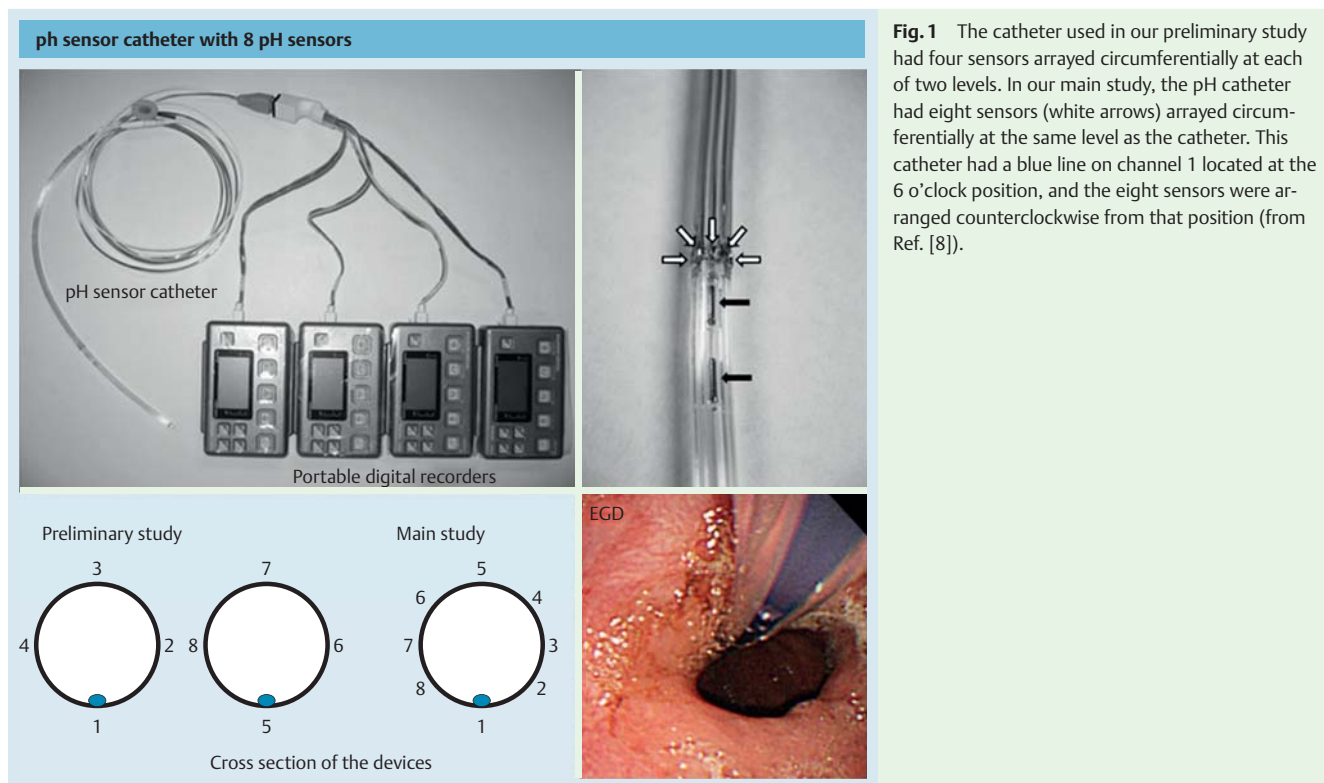 ph sensor catheter with 8 pH sensors
pH sensor catheter
Portable digital recorders
EGD
Preliminary study
Main study
3
4
2
1
7
8
6
5
5
6
4
7
3
8
2
1
Cross section of the devices
Fig. 1 The catheter used in our preliminary study
had four sensors arrayed circumferentially at each
of two levels. In our main study, the pH catheter
had eight sensors (white arrows) arrayed circum-
ferentially at the same level as the catheter. This
catheter had a blue line on channel 1 located at the
6 o’clock position, and the eight sensors were ar-
ranged counterclockwise from that position (from
Ref. [8]).